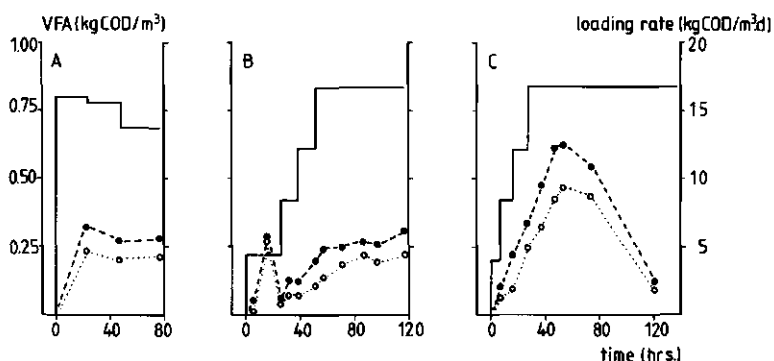 VFA (kgCOD/m³)
loading rate (kgCOD/m³d)
1.00
0.75
0.50
0.25
A
B
C
20
15
10
5
0 40 80
0 40 80 120
0 40 80 120
time (hrs.)